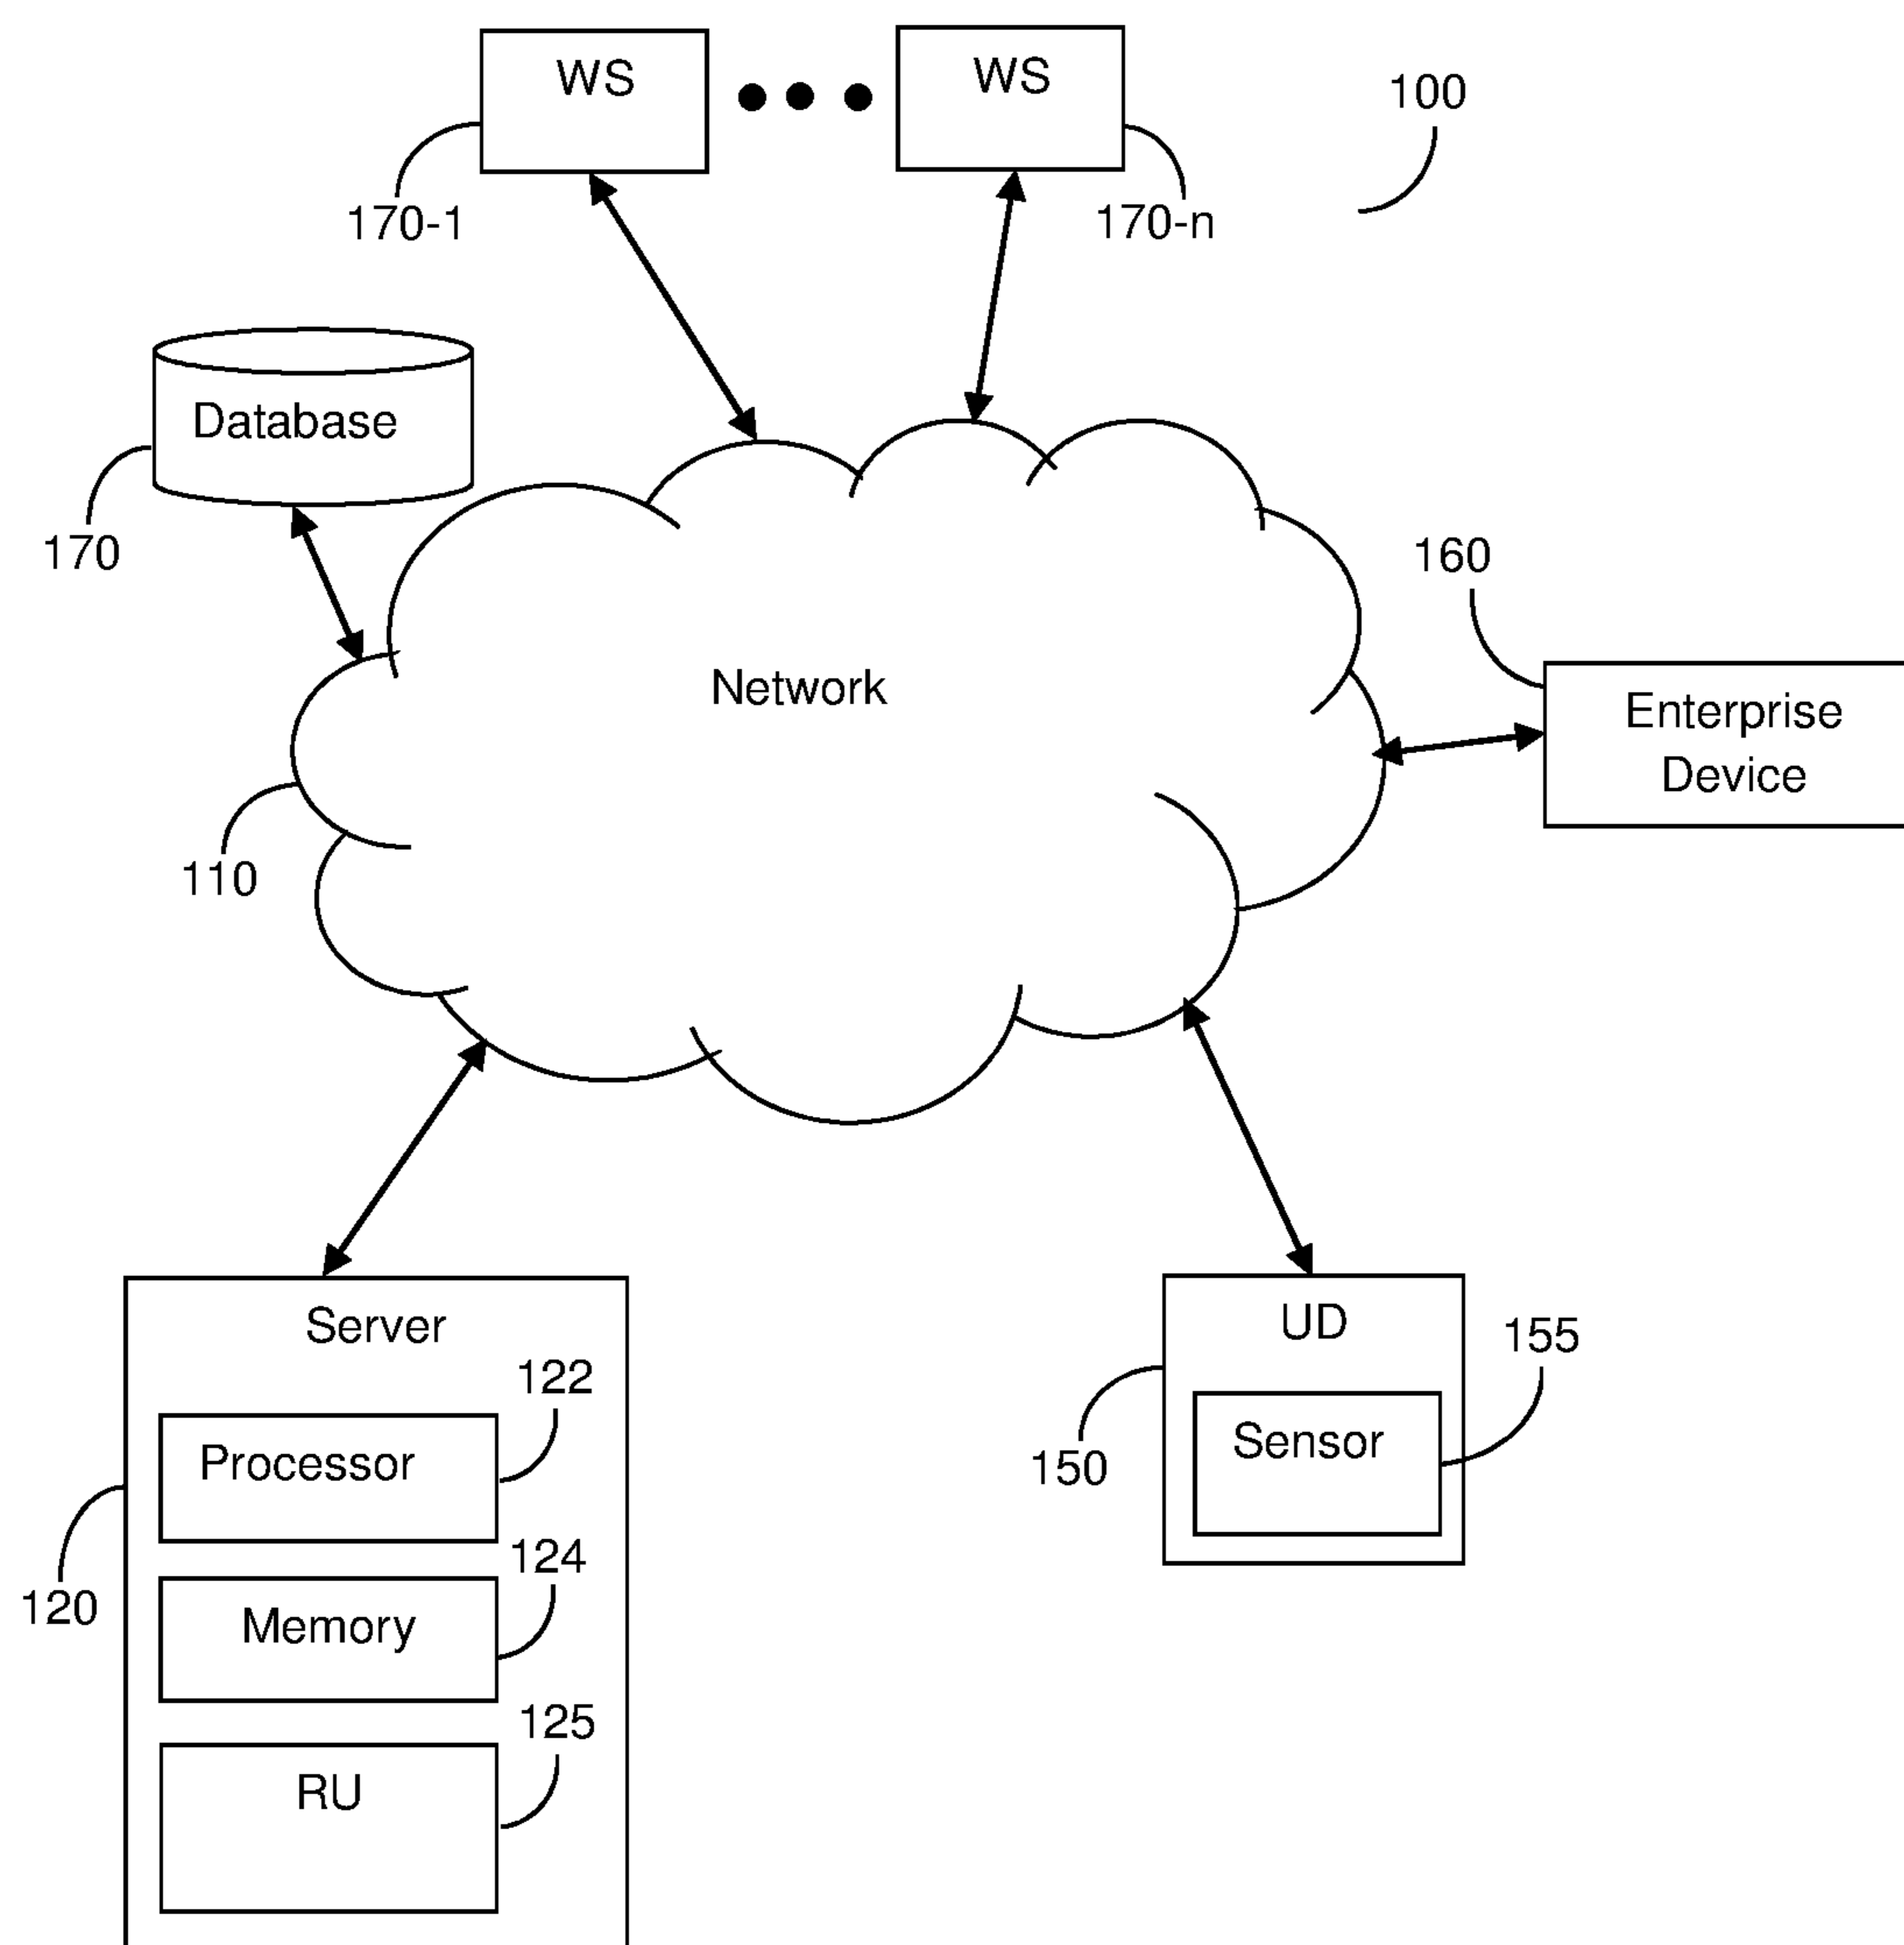 WS
WS
100
170-1
170-n
Database
170
160
Enterprise
Device
Network
110
Server
122
Processor
124
Memory
120
125
RU
UD
155
Sensor
150